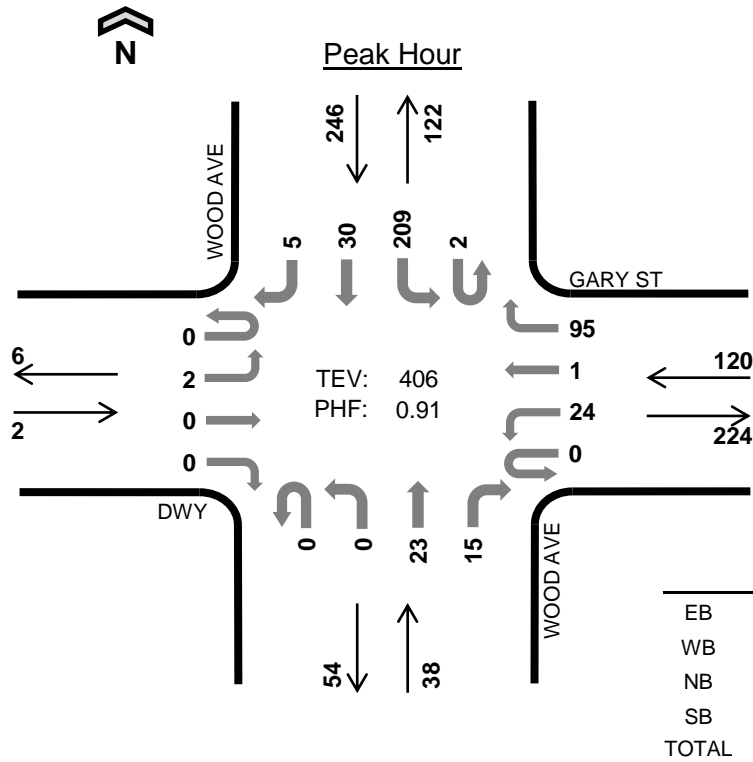 N
Peak Hour
246
122
WOOD AVE
5
30
209
2
GARY ST
0
95
6
2
TEV: 406
1
120
2
0
PHF: 0.91
24
224
0
0
DWY
0
0
23
15
WOOD AVE
54
38
EB
WB
NB
SB
TOTAL